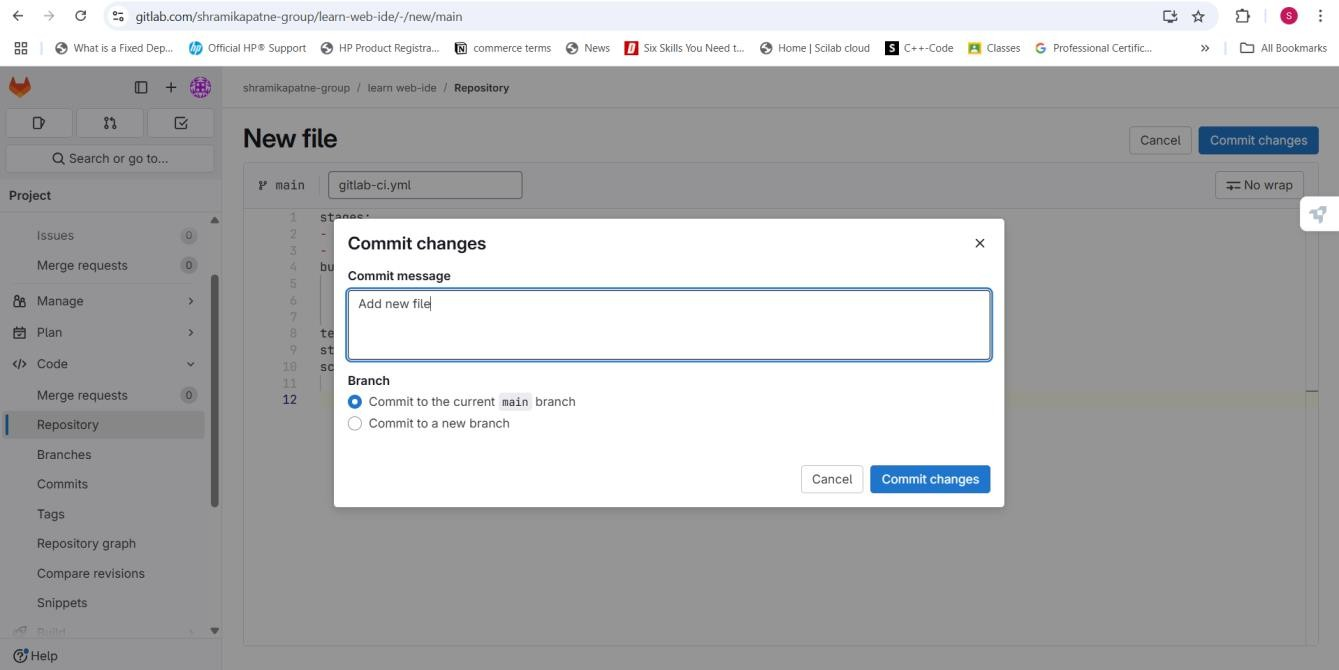 gitlab.com/shramikapatne-group/learn-web-ide/-/new/main
S
What is a Fixed Dep...
Official HP® Support
HP Product Registra...
commerce terms
News
Six Skills You Need t...
Home | Scilab cloud
C++-Code
Classes
Professional Certific...
»
All Bookmarks
shramikapatne-group / learn web-ide / Repository
New file
Cancel
Commit changes
Search or go to...
main
gitlab-ci.yml
No wrap
Project
Issues 0
Merge requests 0
Manage
Plan
Code
Merge requests 0
Repository
Branches
Commits
Tags
Repository graph
Compare revisions
Snippets
Build
Help
1 stages:
2 -
3 -
4 bu
5
6
7
8 te
9 st
10 sc
11
12
Commit changes
Commit message
Add new file
Branch
Commit to the current main branch
Commit to a new branch
Cancel
Commit changes